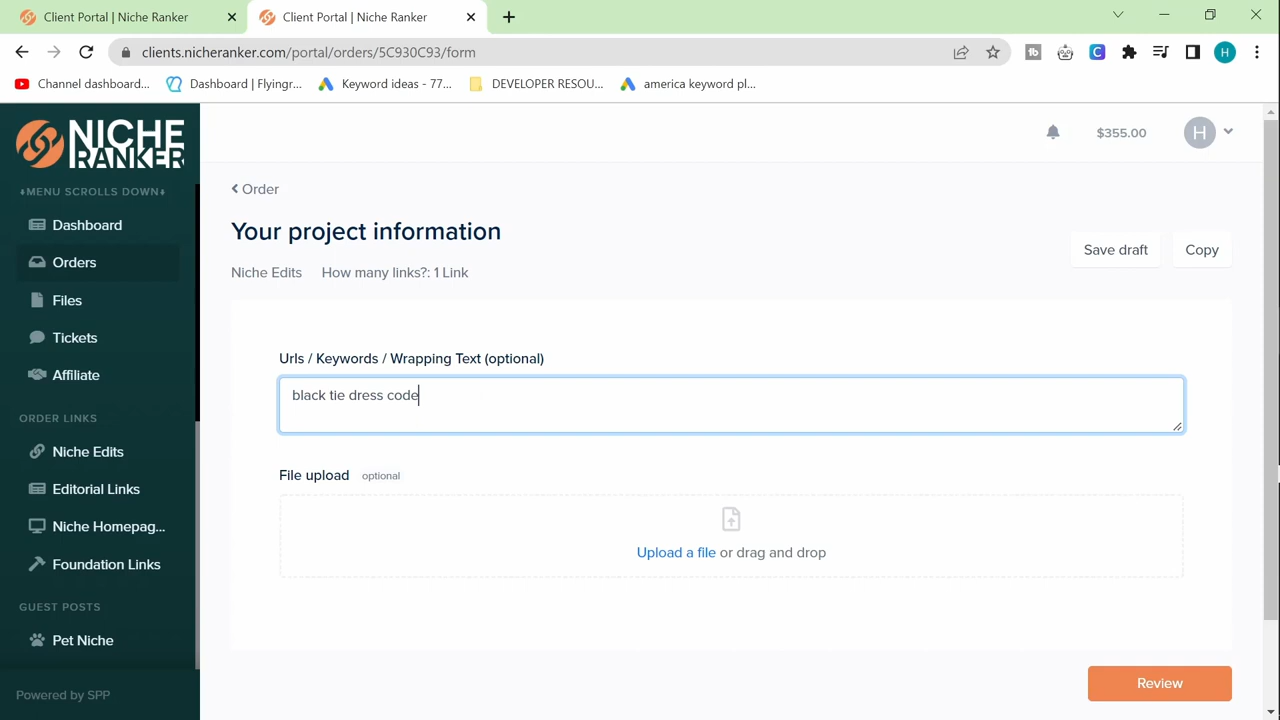 Client Portal | Niche Ranker
Client Portal | Niche Ranker
clients.nicheranker.com/portal/orders/5C930C93/form
tb
C
H
Channel dashboard...
Dashboard | Flyingr...
Keyword ideas - 77...
DEVELOPER RESOU...
america keyword pl...
NICHE
RANKER
↓MENU SCROLLS DOWN↓
Dashboard
Orders
Files
Tickets
Affiliate
ORDER LINKS
Niche Edits
Editorial Links
Niche Homepag...
Foundation Links
GUEST POSTS
Pet Niche
Powered by SPP
$355.00
H
Order
Your project information
Niche Edits How many links?: 1 Link
Save draft
Copy
Urls / Keywords / Wrapping Text (optional)
black tie dress code
File upload optional
Upload a file or drag and drop
Review